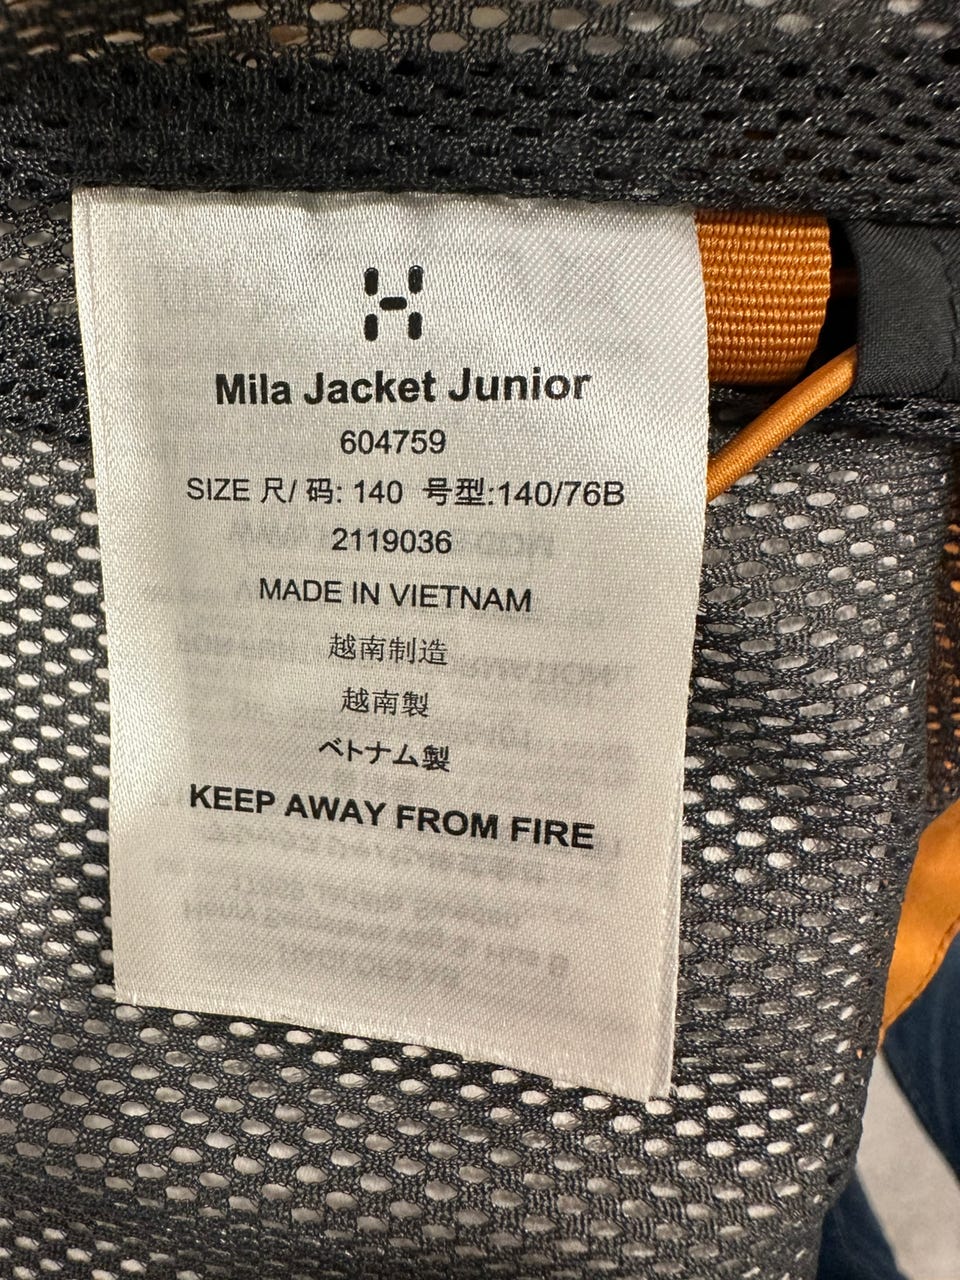 Mila Jacket Junior
604759
SIZE 尺/ 码: 140 号型:140/76B
2119036
MADE IN VIETNAM
越南制造
越南製
ベトナム製
KEEP AWAY FROM FIRE